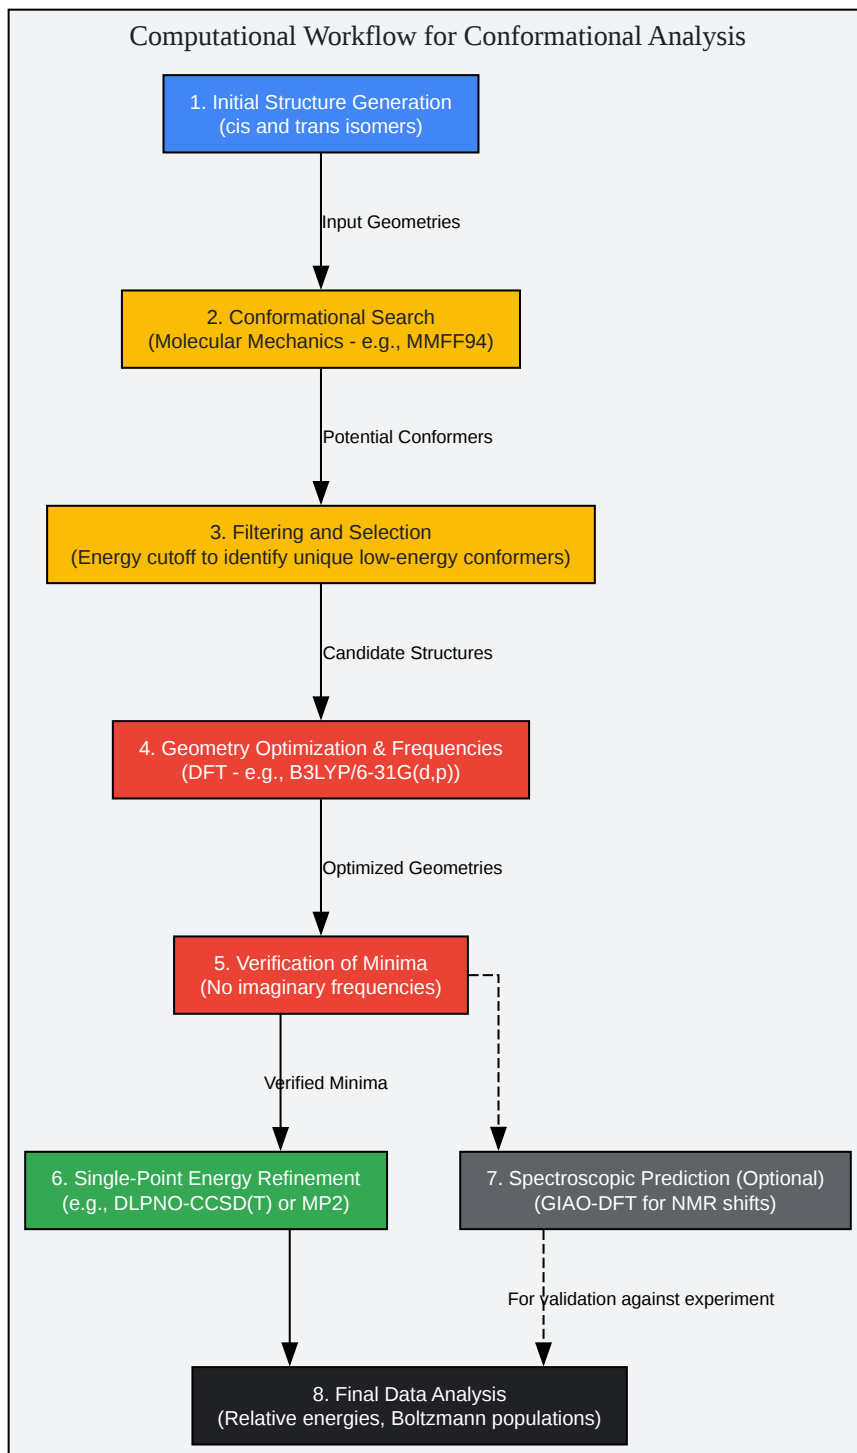 Computational Workflow for Conformational Analysis
1. Initial Structure Generation
(cis and trans isomers)
Input Geometries
2. Conformational Search
(Molecular Mechanics - e.g., MMFF94)
Potential Conformers
3. Filtering and Selection
(Energy cutoff to identify unique low-energy conformers)
Candidate Structures
4. Geometry Optimization & Frequencies
(DFT - e.g., B3LYP/6-31G(d,p))
Optimized Geometries
5. Verification of Minima
(No imaginary frequencies)
Verified Minima
6. Single-Point Energy Refinement
(e.g., DLPNO-CCSD(T) or MP2)
7. Spectroscopic Prediction (Optional)
(GIAO-DFT for NMR shifts)
For validation against experiment
8. Final Data Analysis
(Relative energies, Boltzmann populations)